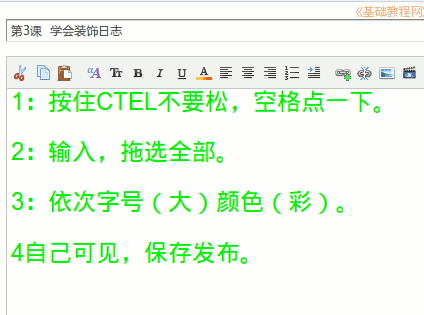 《基础教程网
第3课 学会装饰日志
1：按住CTEL不要松，空格点一下。
2：输入，拖选全部。
3：依次字号（大）颜色（彩）。
4自己可见，保存发布。